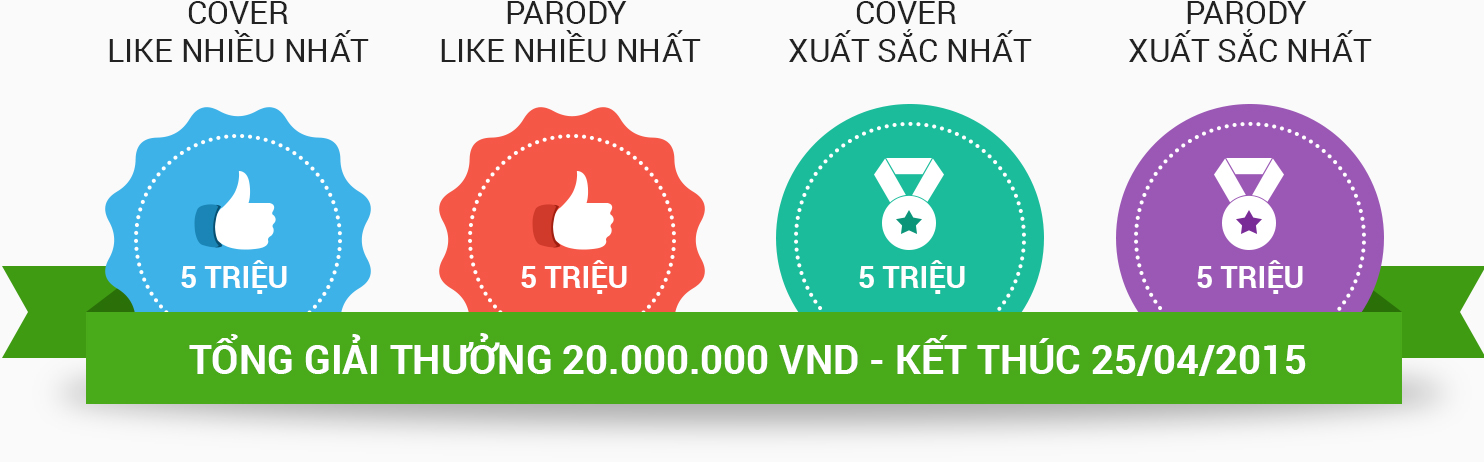 COVER
LIKE NHIỀU NHẤT
PARODY
LIKE NHIỀU NHẤT
COVER
XUẤT SẮC NHẤT
PARODY
XUẤT SẮC NHẤT
5 TRIỆU
5 TRIỆU
5 TRIỆU
5 TRIỆU
TỔNG GIẢI THƯỞNG 20.000.000 VND - KẾT THÚC 25/04/2015